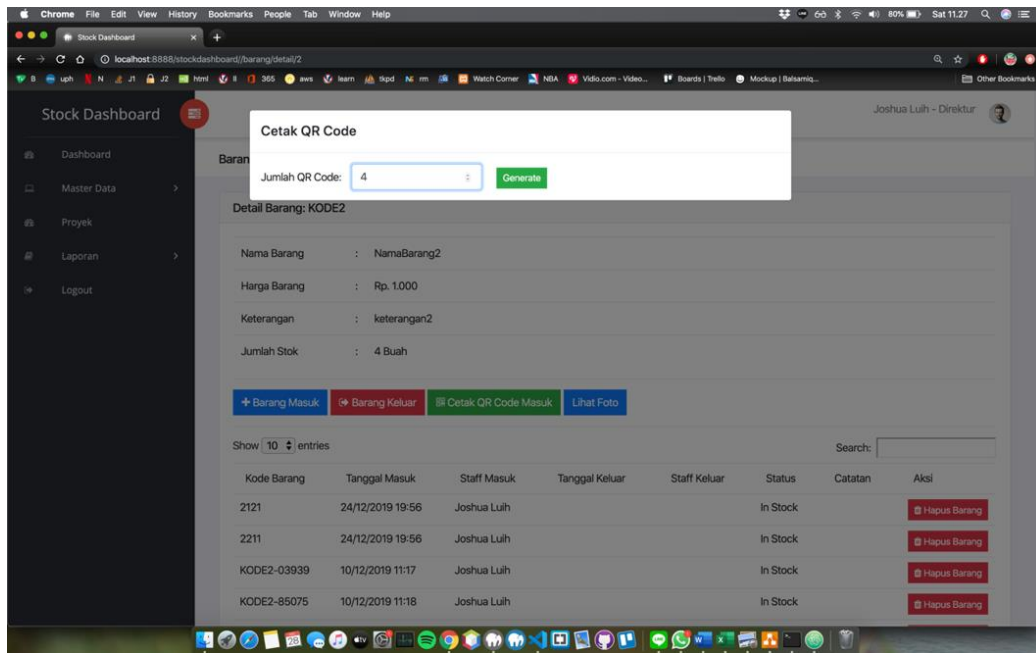 Chrome File Edit View History Bookmarks People Tab Window Help 80% Sat 11.27
Stock Dashboard
localhost:8888/stockdashboard//barang/detail/2
B uph N J1 J2 html II 365 aws learn skpd rm Watch Corner NBA Vidio.com - Video... Boards | Trello Mockup | Balsamiq... Other Bookmarks
Stock Dashboard
Joshua Luih - Direktur
Cetak QR Code
Jumlah QR Code: 4 Generate
Dashboard
Master Data
Proyek
Laporan
Logout
Baran
Detail Barang: KODE2
Nama Barang : NamaBarang2
Harga Barang : Rp. 1.000
Keterangan : keterangan2
Jumlah Stok : 4 Buah
Barang Masuk Barang Keluar Cetak QR Code Masuk Lihat Foto
Show 10 entries Search:
Kode Barang Tanggal Masuk Staff Masuk Tanggal Keluar Staff Keluar Status Catatan Aksi
2121 24/12/2019 19:56 Joshua Luih In Stock Hapus Barang
2211 24/12/2019 19:56 Joshua Luih In Stock Hapus Barang
KODE2-03939 10/12/2019 11:17 Joshua Luih In Stock Hapus Barang
KODE2-85075 10/12/2019 11:18 Joshua Luih In Stock Hapus Barang
28